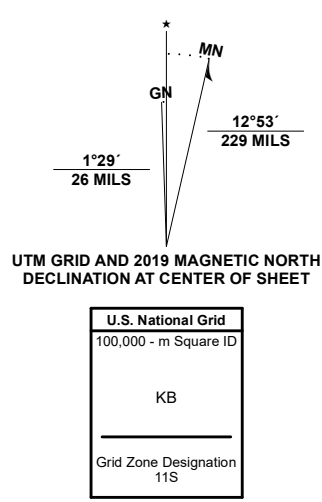 ★
MN
GN
12°53´
229 MILS
1°29´
26 MILS
UTM GRID AND 2019 MAGNETIC NORTH
DECLINATION AT CENTER OF SHEET
U.S. National Grid
100,000 - m Square ID
KB
Grid Zone Designation
11S